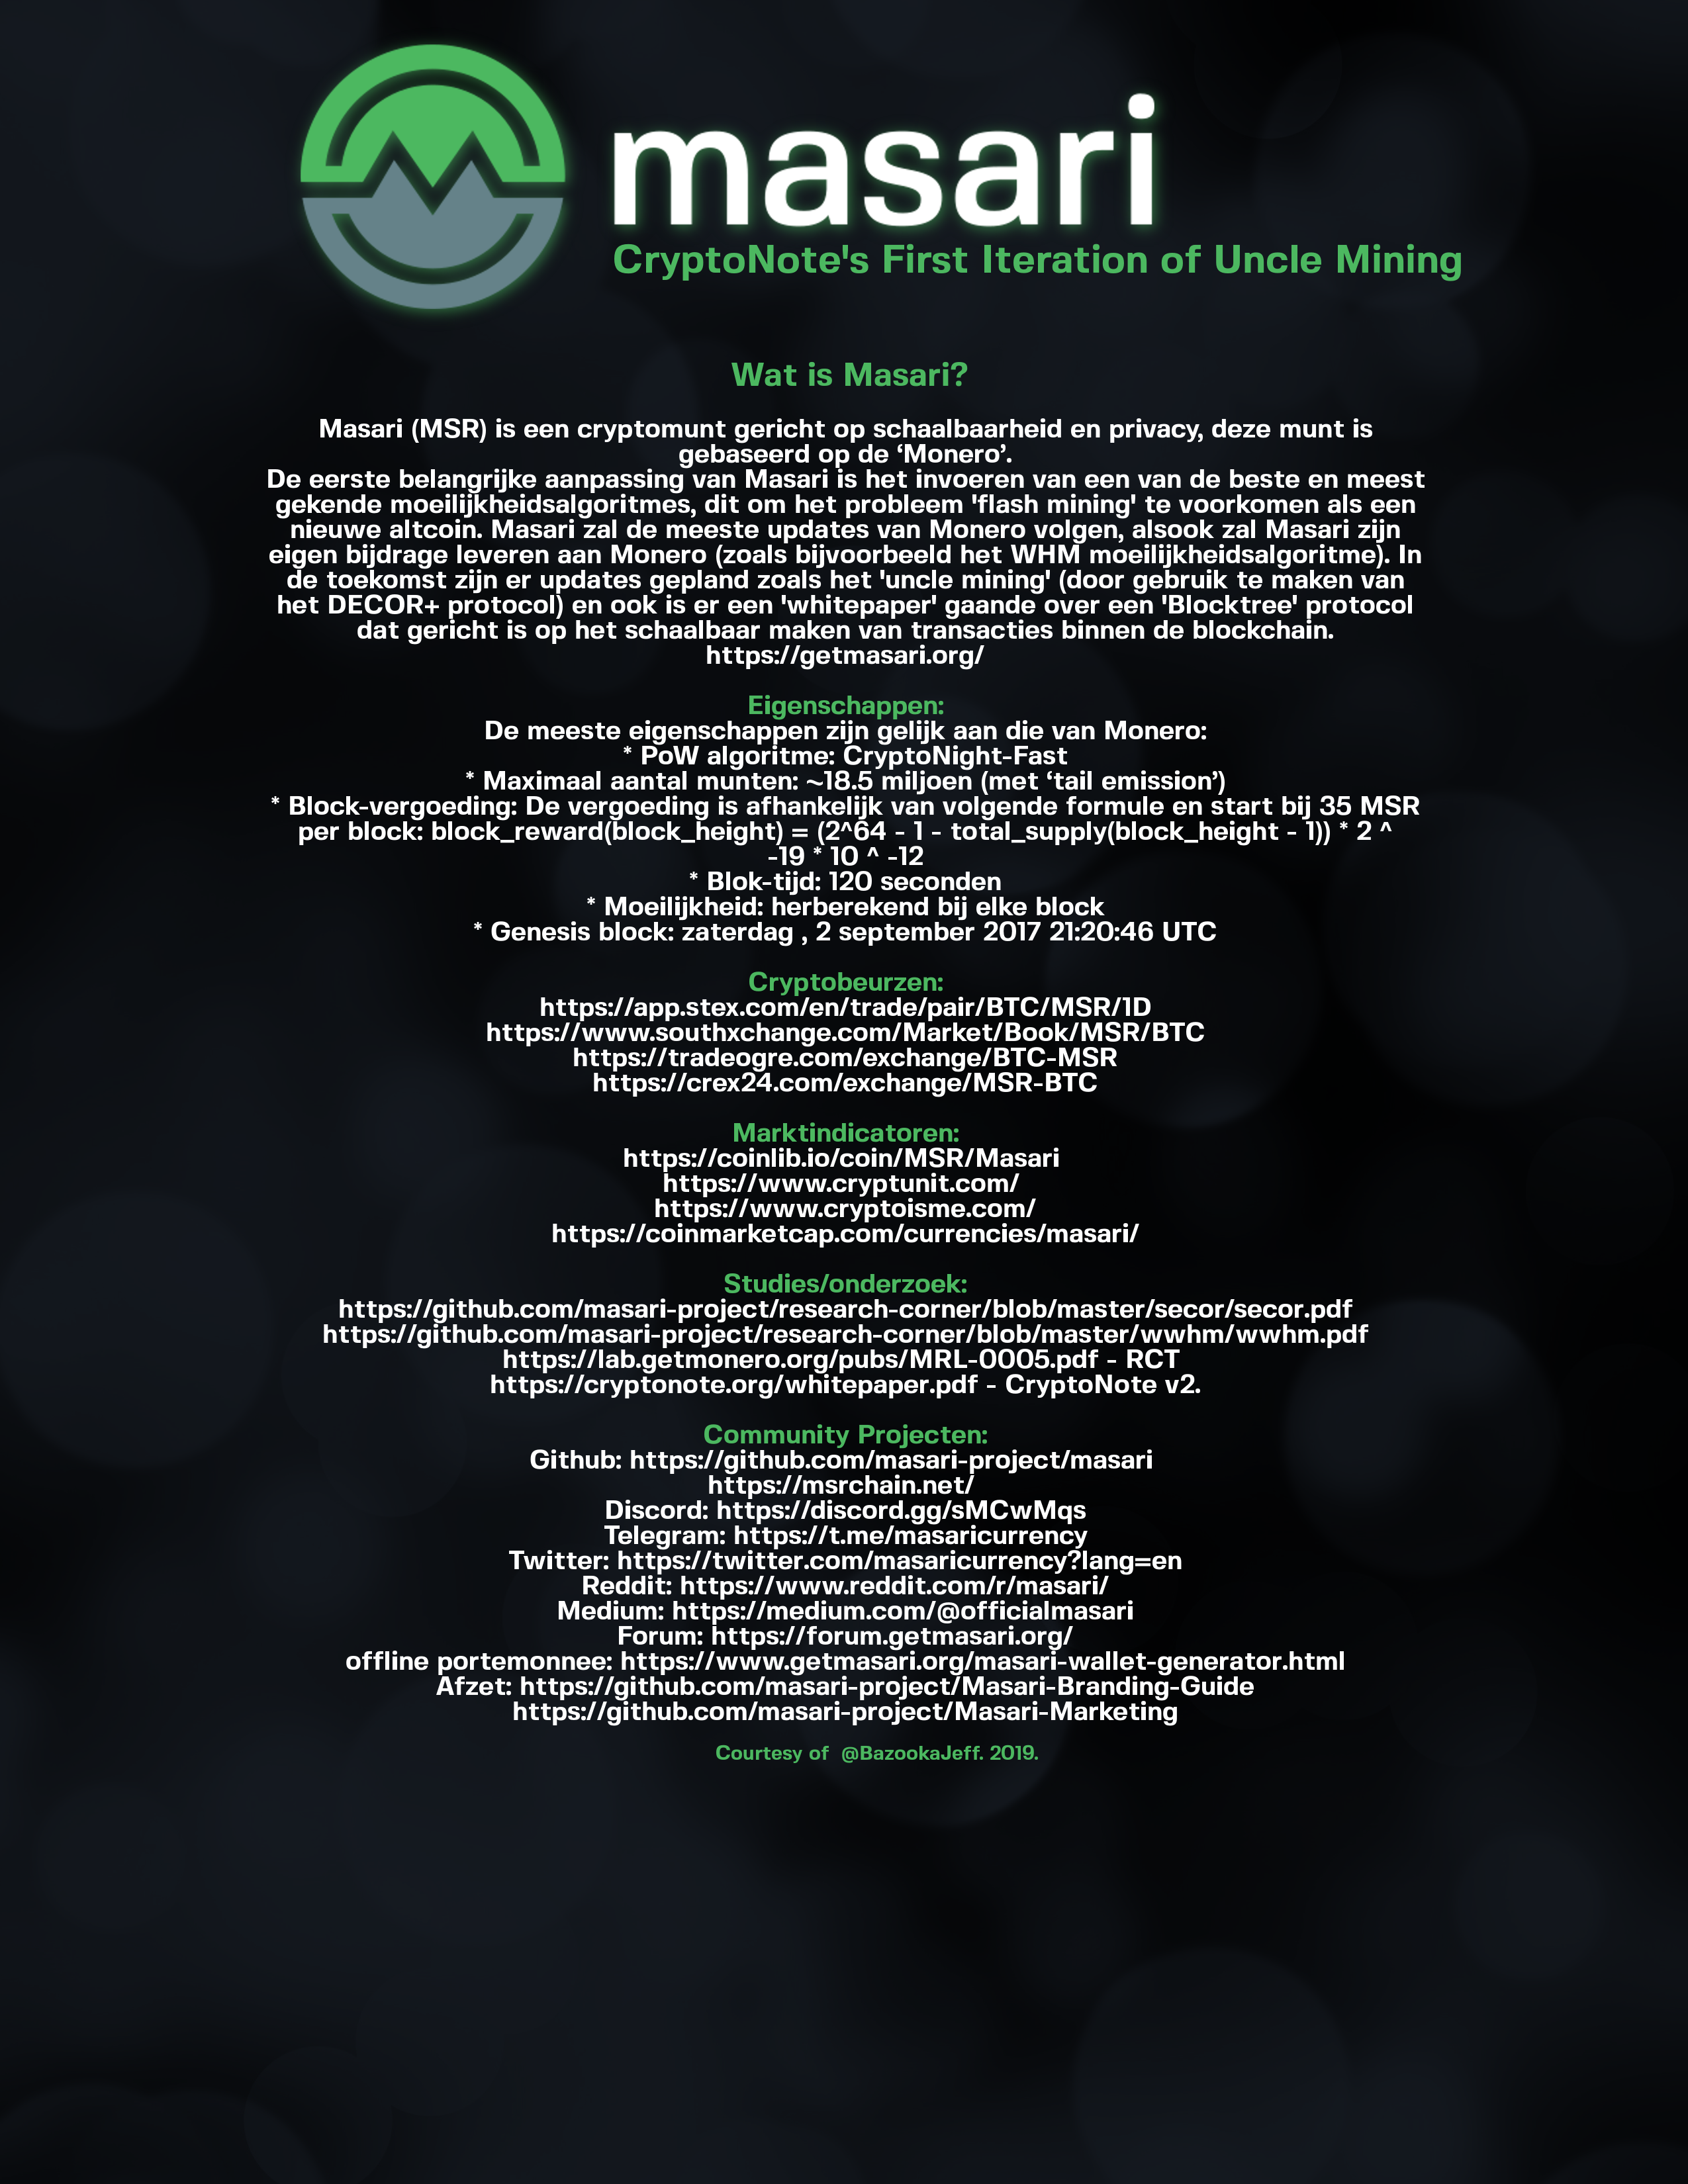 masari
CryptoNote's First Iteration of Uncle Mining
Wat is Masari?
Masari (MSR) is een cryptomunt gericht op schaalbaarheid en privacy, deze munt is
gebaseerd op de ‘Monero’.
De eerste belangrijke aanpassing van Masari is het invoeren van een van de beste en meest
gekende moeilijkheidsalgoritmes, dit om het probleem 'flash mining' te voorkomen als een
nieuwe altcoin. Masari zal de meeste updates van Monero volgen, alsook zal Masari zijn
eigen bijdrage leveren aan Monero (zoals bijvoorbeeld het WHM moeilijkheidsalgoritme). In
de toekomst zijn er updates gepland zoals het 'uncle mining' (door gebruik te maken van
het DECOR+ protocol) en ook is er een 'whitepaper' gaande over een 'Blocktree' protocol
dat gericht is op het schaalbaar maken van transacties binnen de blockchain.
https://getmasari.org/
Eigenschappen:
De meeste eigenschappen zijn gelijk aan die van Monero:
* PoW algoritme: CryptoNight-Fast
* Maximaal aantal munten: ~18.5 miljoen (met ‘tail emission’)
* Block-vergoeding: De vergoeding is afhankelijk van volgende formule en start bij 35 MSR
per block: block_reward(block_height) = (2^64 - 1 - total_supply(block_height - 1)) * 2 ^
-19 * 10 ^ -12
* Blok-tijd: 120 seconden
* Moeilijkheid: herberekend bij elke block
* Genesis block: zaterdag , 2 september 2017 21:20:46 UTC
Cryptobeurzen:
https://app.stex.com/en/trade/pair/BTC/MSR/1D
https://www.southxchange.com/Market/Book/MSR/BTC
https://tradeogre.com/exchange/BTC-MSR
https://crex24.com/exchange/MSR-BTC
Marktindicatoren:
https://coinlib.io/coin/MSR/Masari
https://www.cryptunit.com/
https://www.cryptoisme.com/
https://coinmarketcap.com/currencies/masari/
Studies/onderzoek:
https://github.com/masari-project/research-corner/blob/master/secor/secor.pdf
https://github.com/masari-project/research-corner/blob/master/wwhm/wwhm.pdf
https://lab.getmonero.org/pubs/MRL-0005.pdf - RCT
https://cryptonote.org/whitepaper.pdf - CryptoNote v2.
Community Projecten:
Github: https://github.com/masari-project/masari
https://msrchain.net/
Discord: https://discord.gg/sMCwMqs
Telegram: https://t.me/masaricurrency
Twitter: https://twitter.com/masaricurrency?lang=en
Reddit: https://www.reddit.com/r/masari/
Medium: https://medium.com/@officialmasari
Forum: https://forum.getmasari.org/
offline portemonnee: https://www.getmasari.org/masari-wallet-generator.html
Afzet: https://github.com/masari-project/Masari-Branding-Guide
https://github.com/masari-project/Masari-Marketing
Courtesy of @BazookaJeff. 2019.